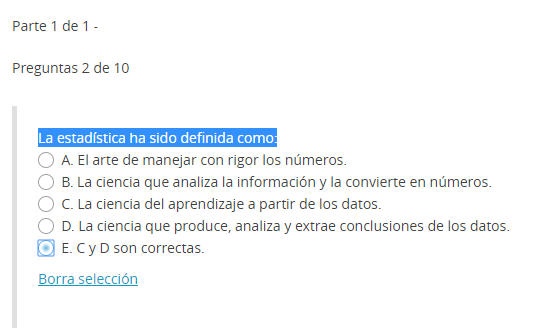 Parte 1 de 1 -
Preguntas 2 de 10
La estadística ha sido definida como:
A. El arte de manejar con rigor los números.
B. La ciencia que analiza la información y la convierte en números.
C. La ciencia del aprendizaje a partir de los datos.
D. La ciencia que produce, analiza y extrae conclusiones de los datos.
E. C y D son correctas.
Borra selección